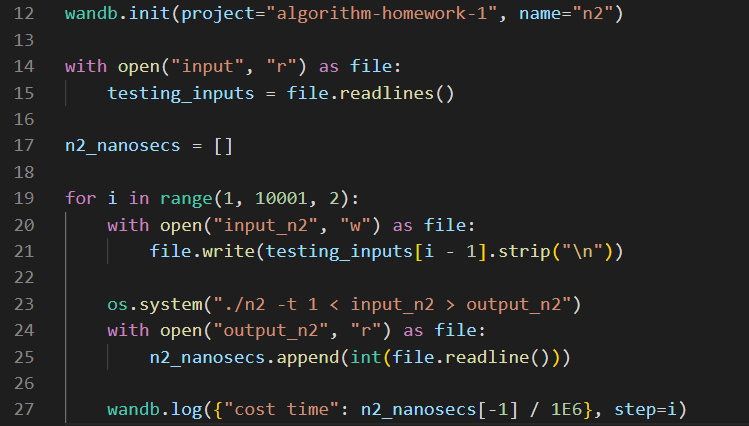 12 wandb.init(project="algorithm-homework-1", name="n2")
13
14 with open("input", "r") as file:
15     testing_inputs = file.readlines()
16
17 n2_nanosecs = []
18
19 for i in range(1, 10001, 2):
20     with open("input_n2", "w") as file:
21         file.write(testing_inputs[i - 1].strip("\n"))
22
23     os.system("./n2 -t 1 < input_n2 > output_n2")
24     with open("output_n2", "r") as file:
25         n2_nanosecs.append(int(file.readline()))
26
27     wandb.log({"cost time": n2_nanosecs[-1] / 1E6}, step=i)